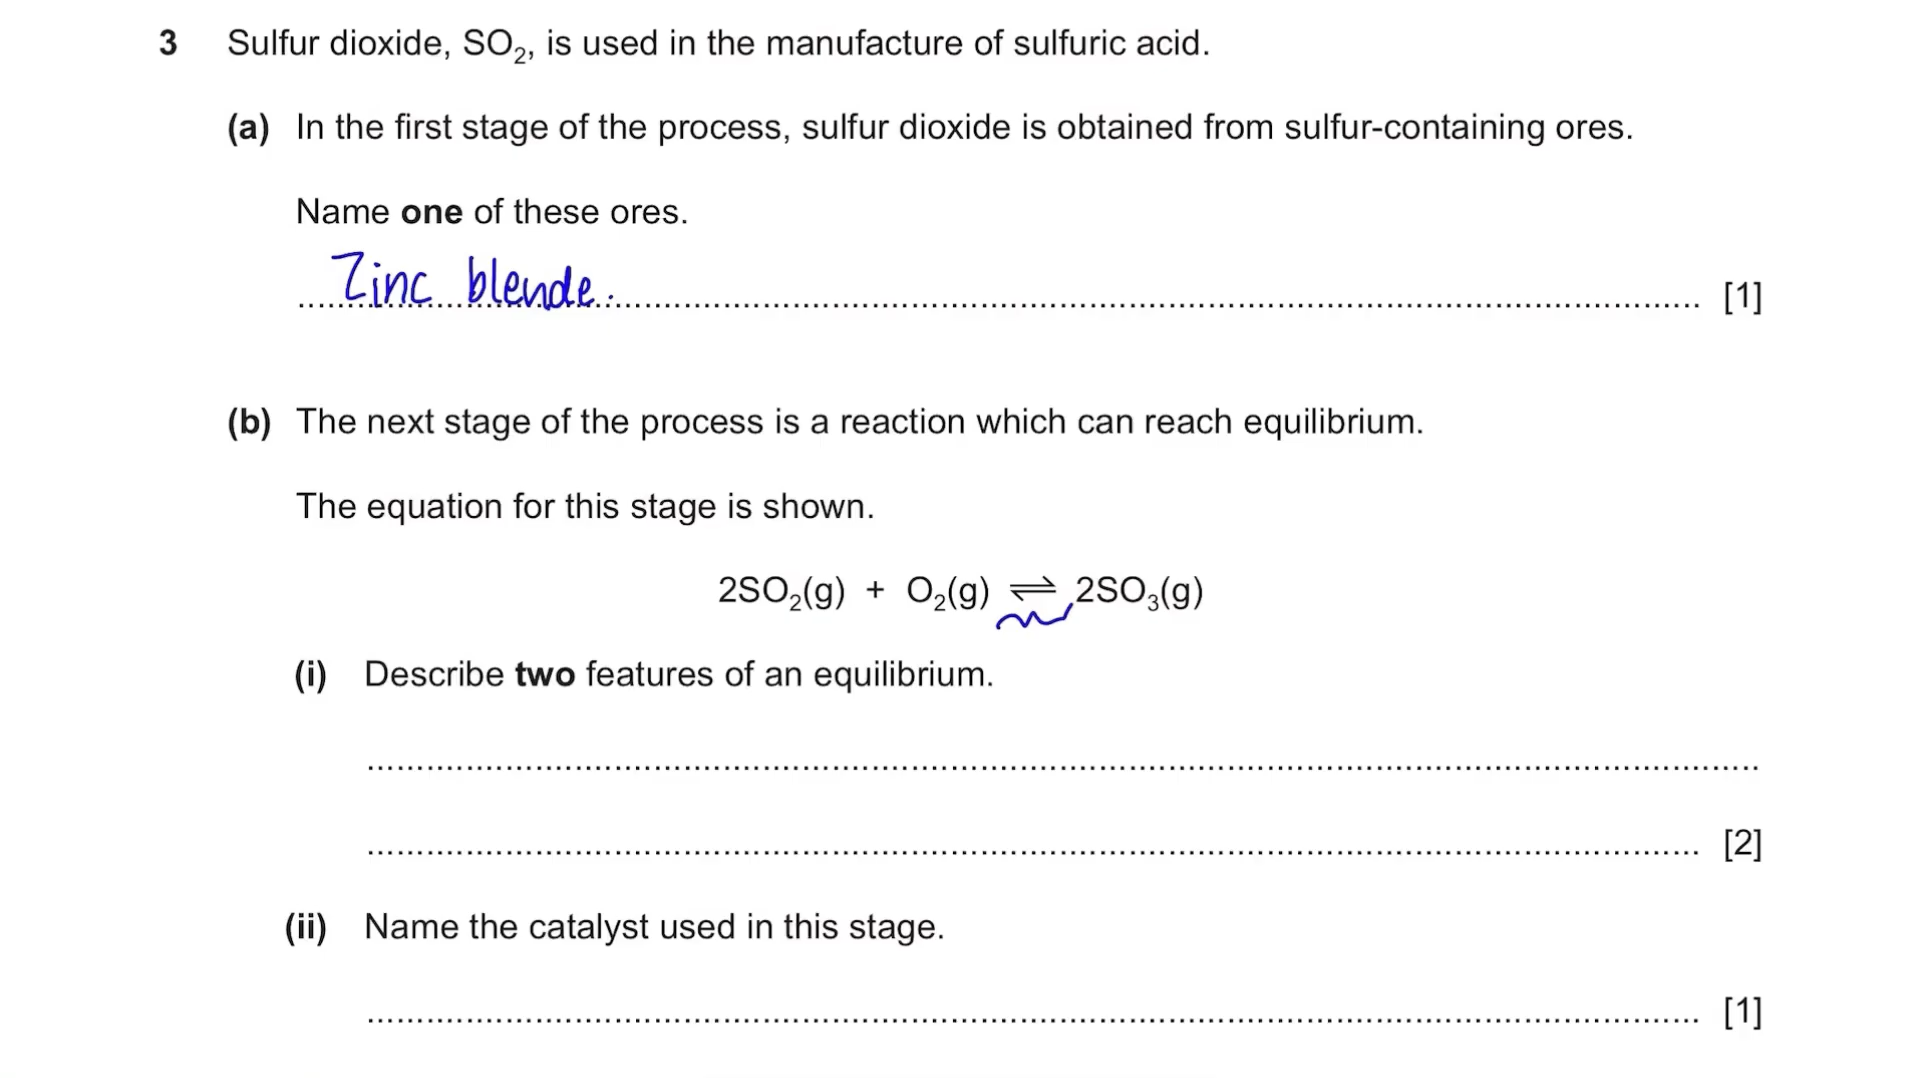 3 Sulfur dioxide, SO₂, is used in the manufacture of sulfuric acid.
(a) In the first stage of the process, sulfur dioxide is obtained from sulfur-containing ores.
Name one of these ores.
Zinc blende. [1]
(b) The next stage of the process is a reaction which can reach equilibrium.
The equation for this stage is shown.
2SO₂(g) + O₂(g) ⇌ 2SO₃(g)
(i) Describe two features of an equilibrium.
[2]
(ii) Name the catalyst used in this stage.
[1]